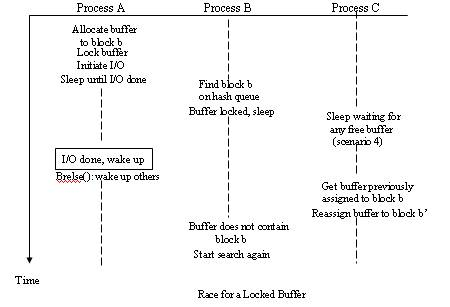 Process A
Process B
Process C
Allocate buffer
to block b
Lock buffer
Initiate I/O
Sleep until I/O done
Find block b
on hash queue
Buffer locked, sleep
Sleep waiting for
any free buffer
(scenario 4)
I/O done, wake up
Brelse(): wake up others
Get buffer previously
assigned to block b
Reassign buffer to block b’
Buffer does not contain
block b
Start search again
Time
Race for a Locked Buffer